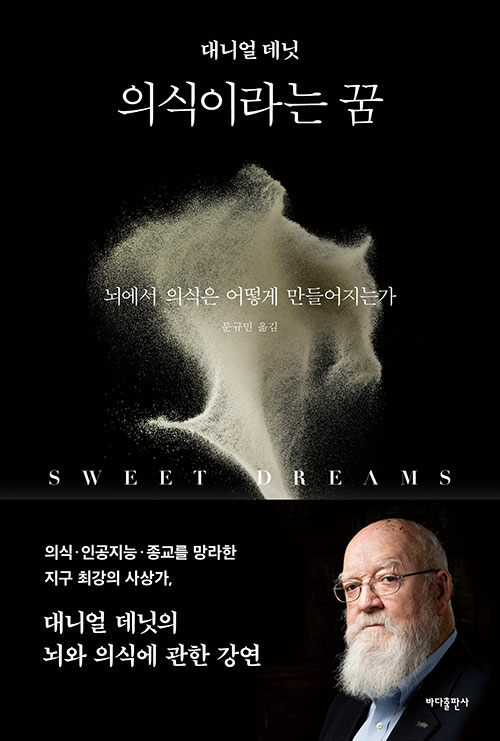 대니얼 데닛
의식이라는 꿈
뇌에서 의식은 어떻게 만들어지는가
문규민 옮김
SWEET DREAMS
의식·인공지능·종교를 망라한
지구 최강의 사상가,
대니얼 데닛의
뇌와 의식에 관한 강연
바다출판사